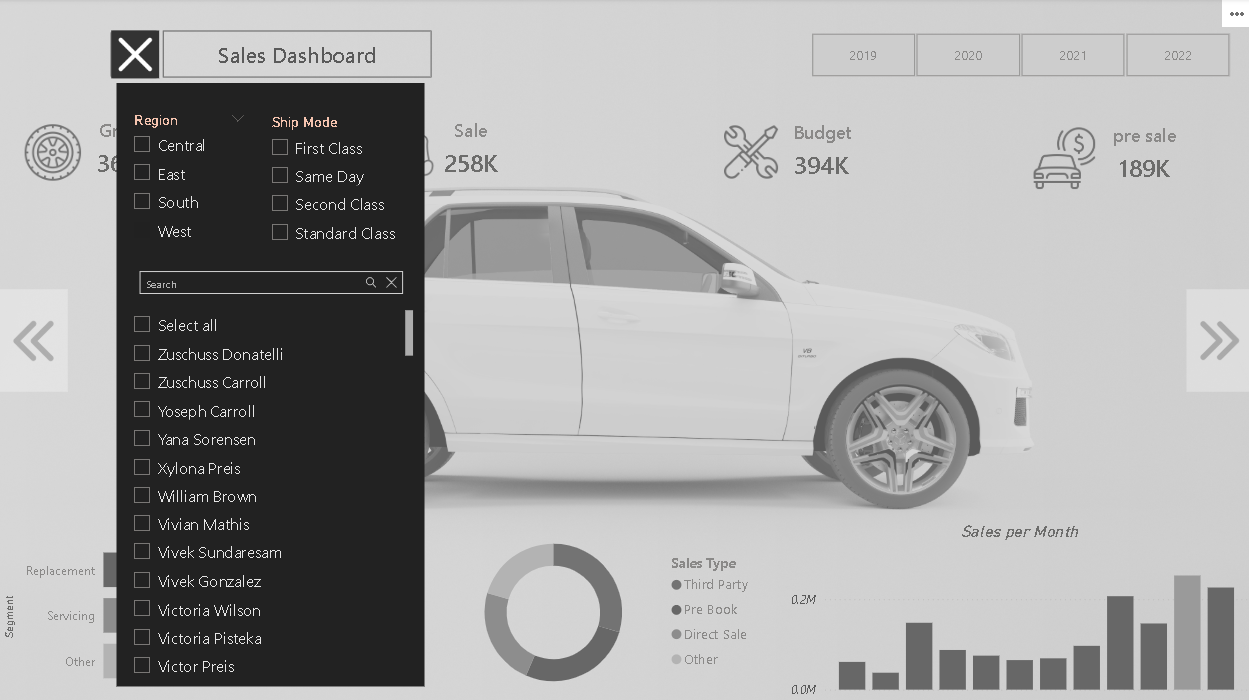 Sales Dashboard
2019
2020
2021
2022
Region
Central
East
South
West
Ship Mode
First Class
Same Day
Second Class
Standard Class
Sale
258K
Budget
394K
pre sale
189K
Search
Select all
Zuschuss Donatelli
Zuschuss Carroll
Yoseph Carroll
Yana Sorensen
Xylona Preis
William Brown
Vivian Mathis
Vivek Sundaresam
Vivek Gonzalez
Victoria Wilson
Victoria Pisteka
Victor Preis
Segment
Replacement
Servicing
Other
Sales Type
Third Party
Pre Book
Direct Sale
Other
Sales per Month
0.2M
0.0M